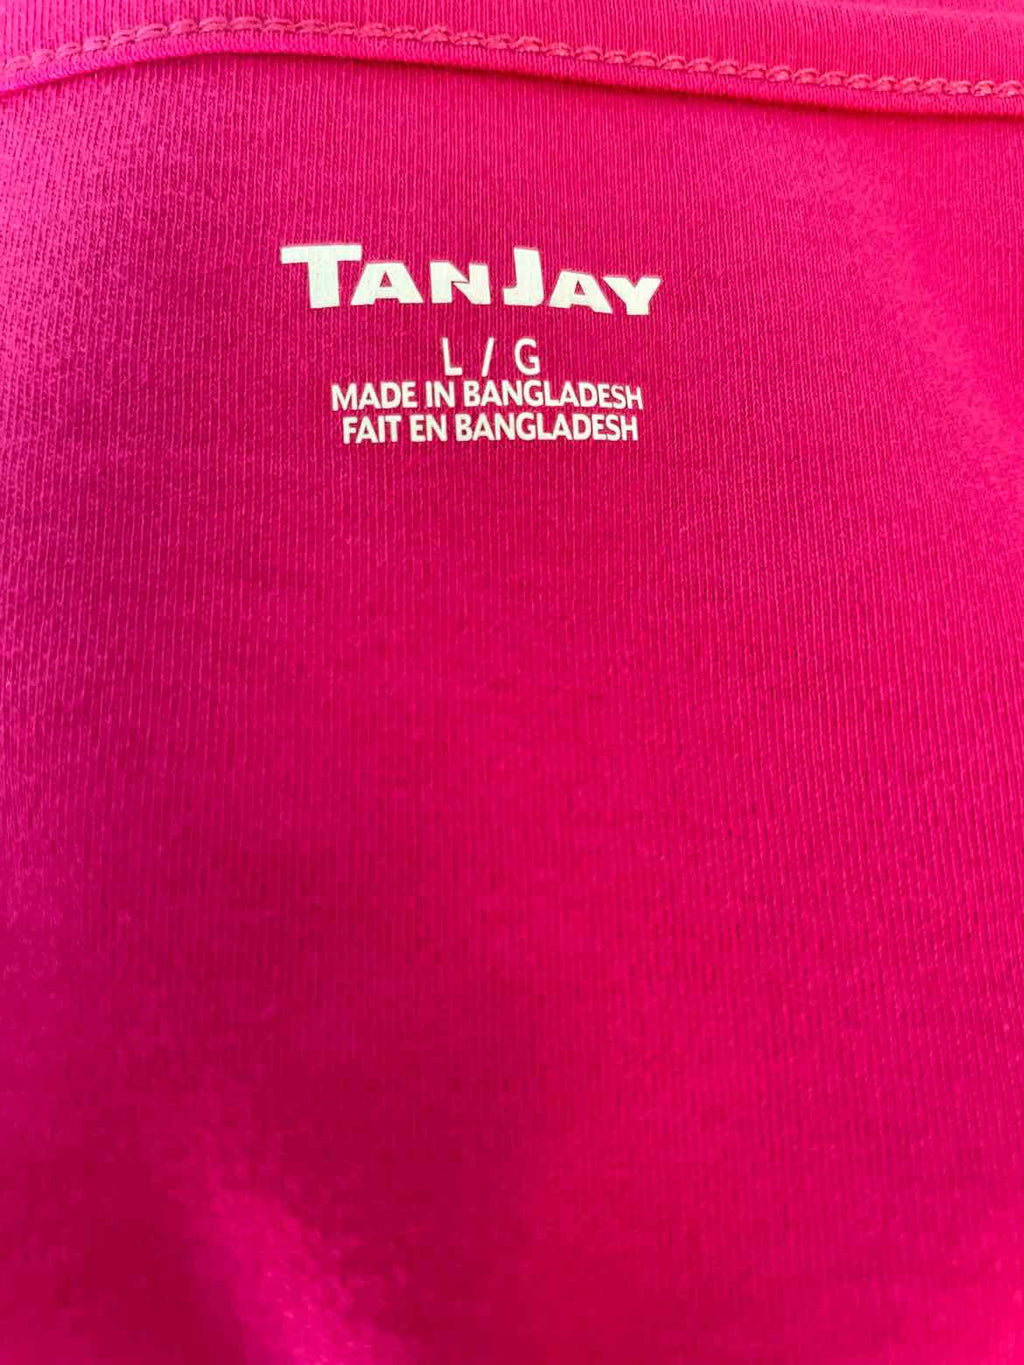 TANJAY
L / G
MADE IN BANGLADESH
FAIT EN BANGLADESH